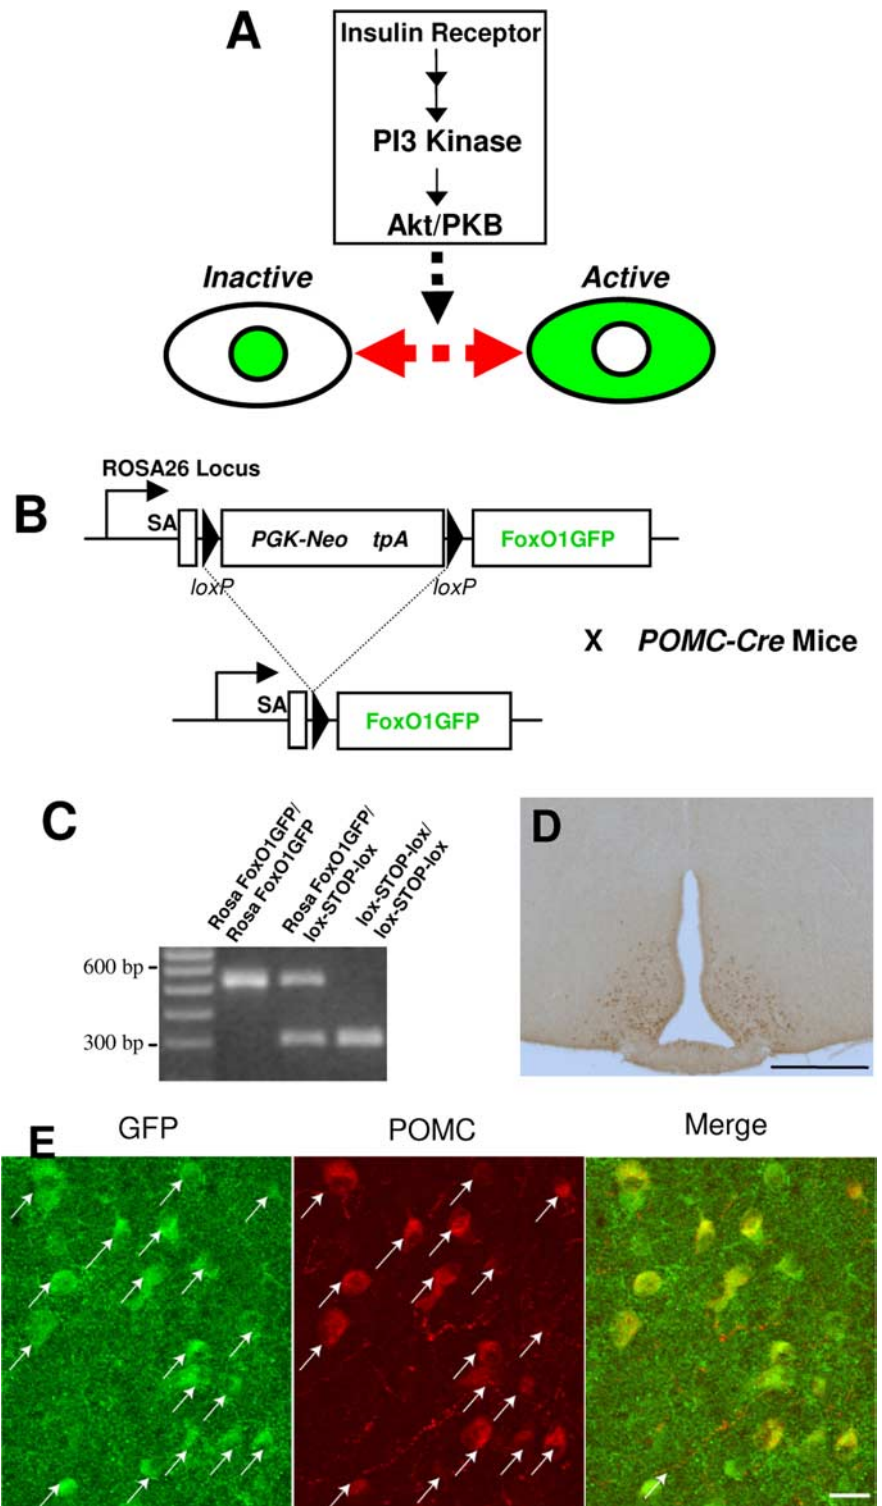 A
Insulin Receptor
PI3 Kinase
Akt/PKB
Inactive
Active
B
ROSA26 Locus
SA
PGK-Neo tpA
FoxO1GFP
loxP
loxP
X POMC-Cre Mice
SA
FoxO1GFP
C
Rosa FoxO1GFP/
Rosa FoxO1GFP
Rosa FoxO1GFP/
lox-STOP-lox
lox-STOP-lox/
lox-STOP-lox
600 bp
300 bp
D
E
GFP
POMC
Merge